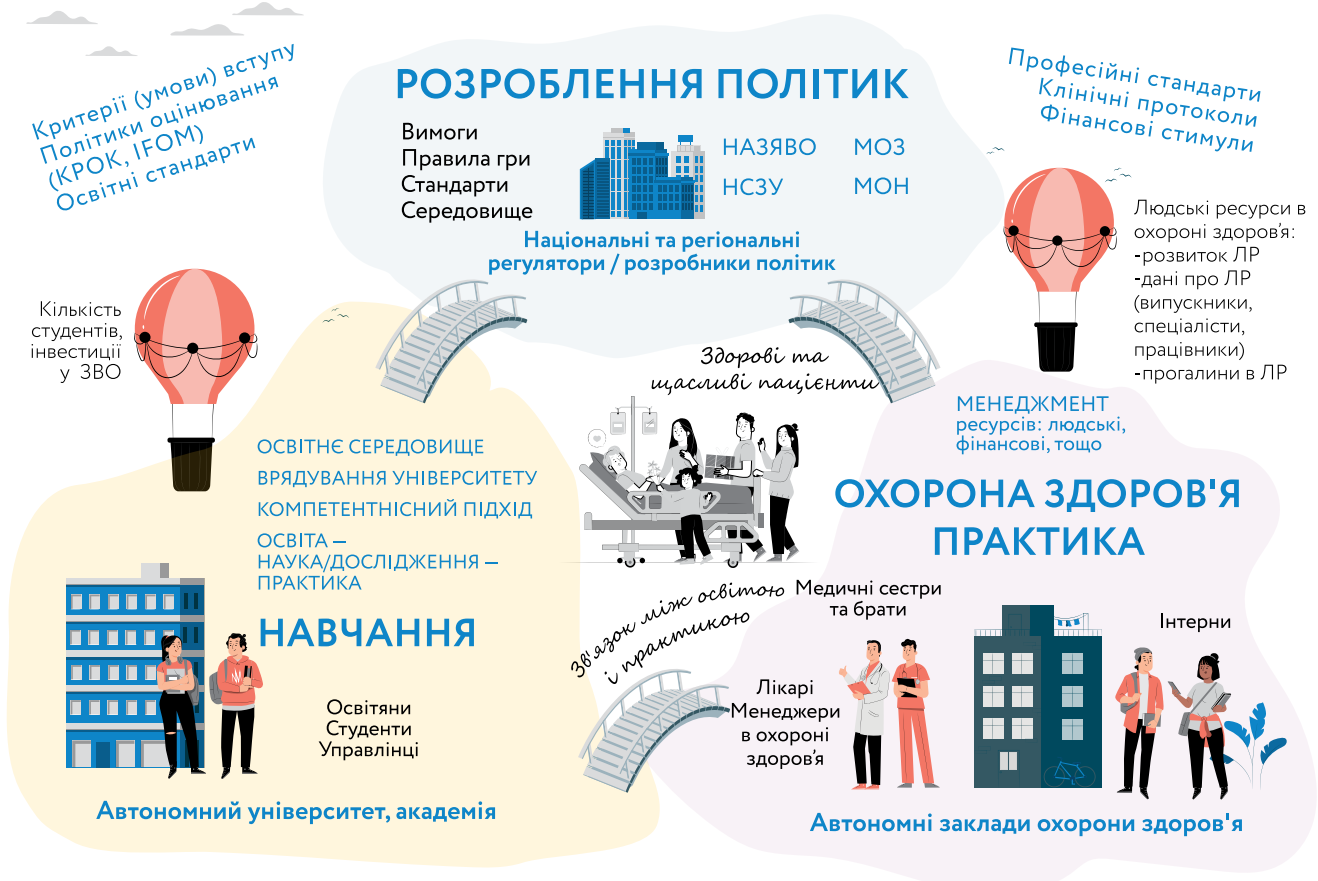 Критерії (умови) вступу
Політики оцінювання
(КРОК, IFOM)
Освітні стандарти
РОЗРОБЛЕННЯ ПОЛІТИК
Вимоги
Правила гри
Стандарти
Середовище
НАЗЯВО МОЗ
НСЗУ МОН
Національні та регіональні
регулятори / розробники політик
Професійні стандарти
Клінічні протоколи
Фінансові стимули
Людські ресурси в
охороні здоров'я:
-розвиток ЛР
-дані про ЛР
(випускники,
спеціалісти,
працівники)
-прогалини в ЛР
Кількість
студентів,
інвестиції
у ЗВО
Здорові та
щасливі пацієнти
МЕНЕДЖМЕНТ
ресурсів: людські,
фінансові, тощо
ОСВІТНЄ СЕРЕДОВИЩЕ
ВРЯДУВАННЯ УНІВЕРСИТЕТУ
КОМПЕТЕНТНІСНИЙ ПІДХІД
ОСВІТА –
НАУКА/ДОСЛІДЖЕННЯ –
ПРАКТИКА
НАВЧАННЯ
Освітяни
Студенти
Управлінці
Автономний університет, академія
Зв'язок між освітою
і практикою
ОХОРОНА ЗДОРОВ'Я
ПРАКТИКА
Медичні сестри
та брати
Інтерни
Лікарі
Менеджери
в охороні
здоров'я
Автономні заклади охорони здоров'я